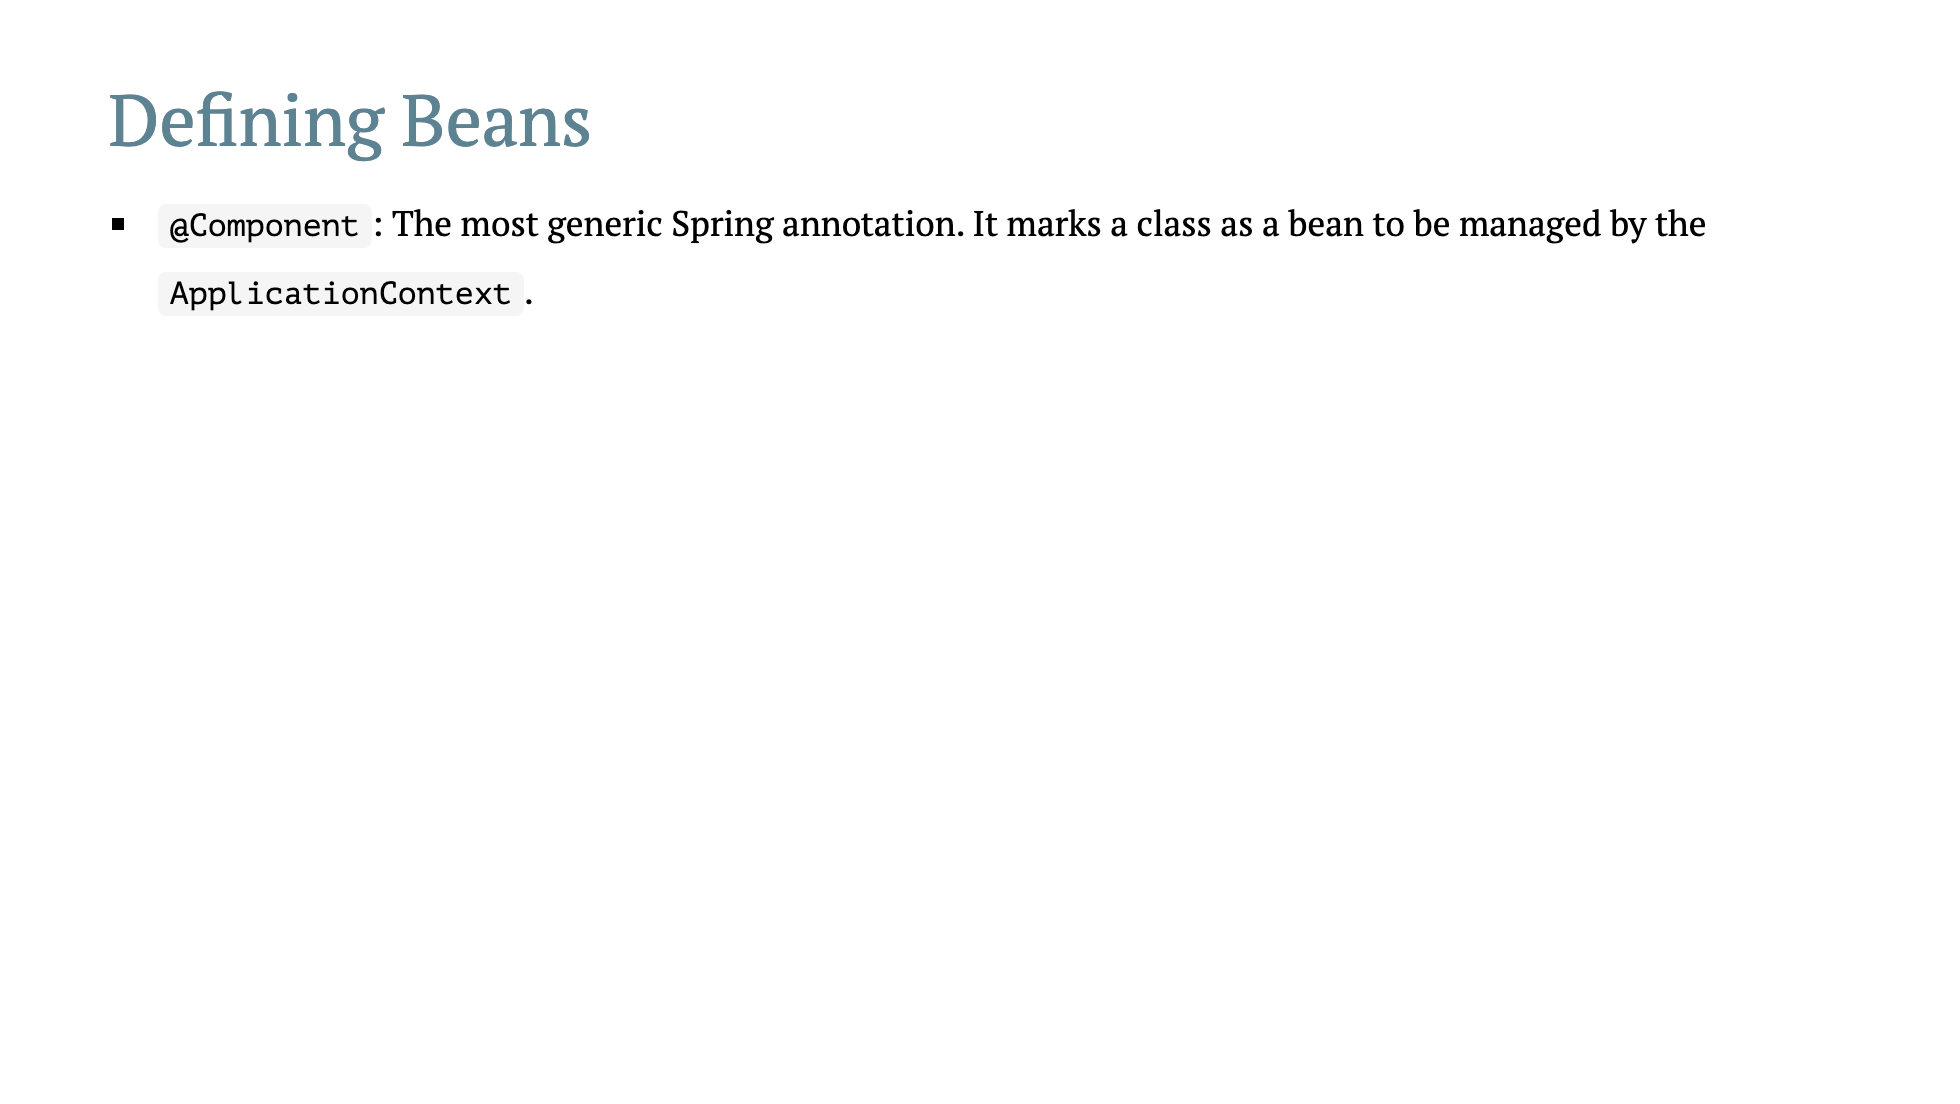 Defining Beans
▪ @Component : The most generic Spring annotation. It marks a class as a bean to be managed by the
ApplicationContext .